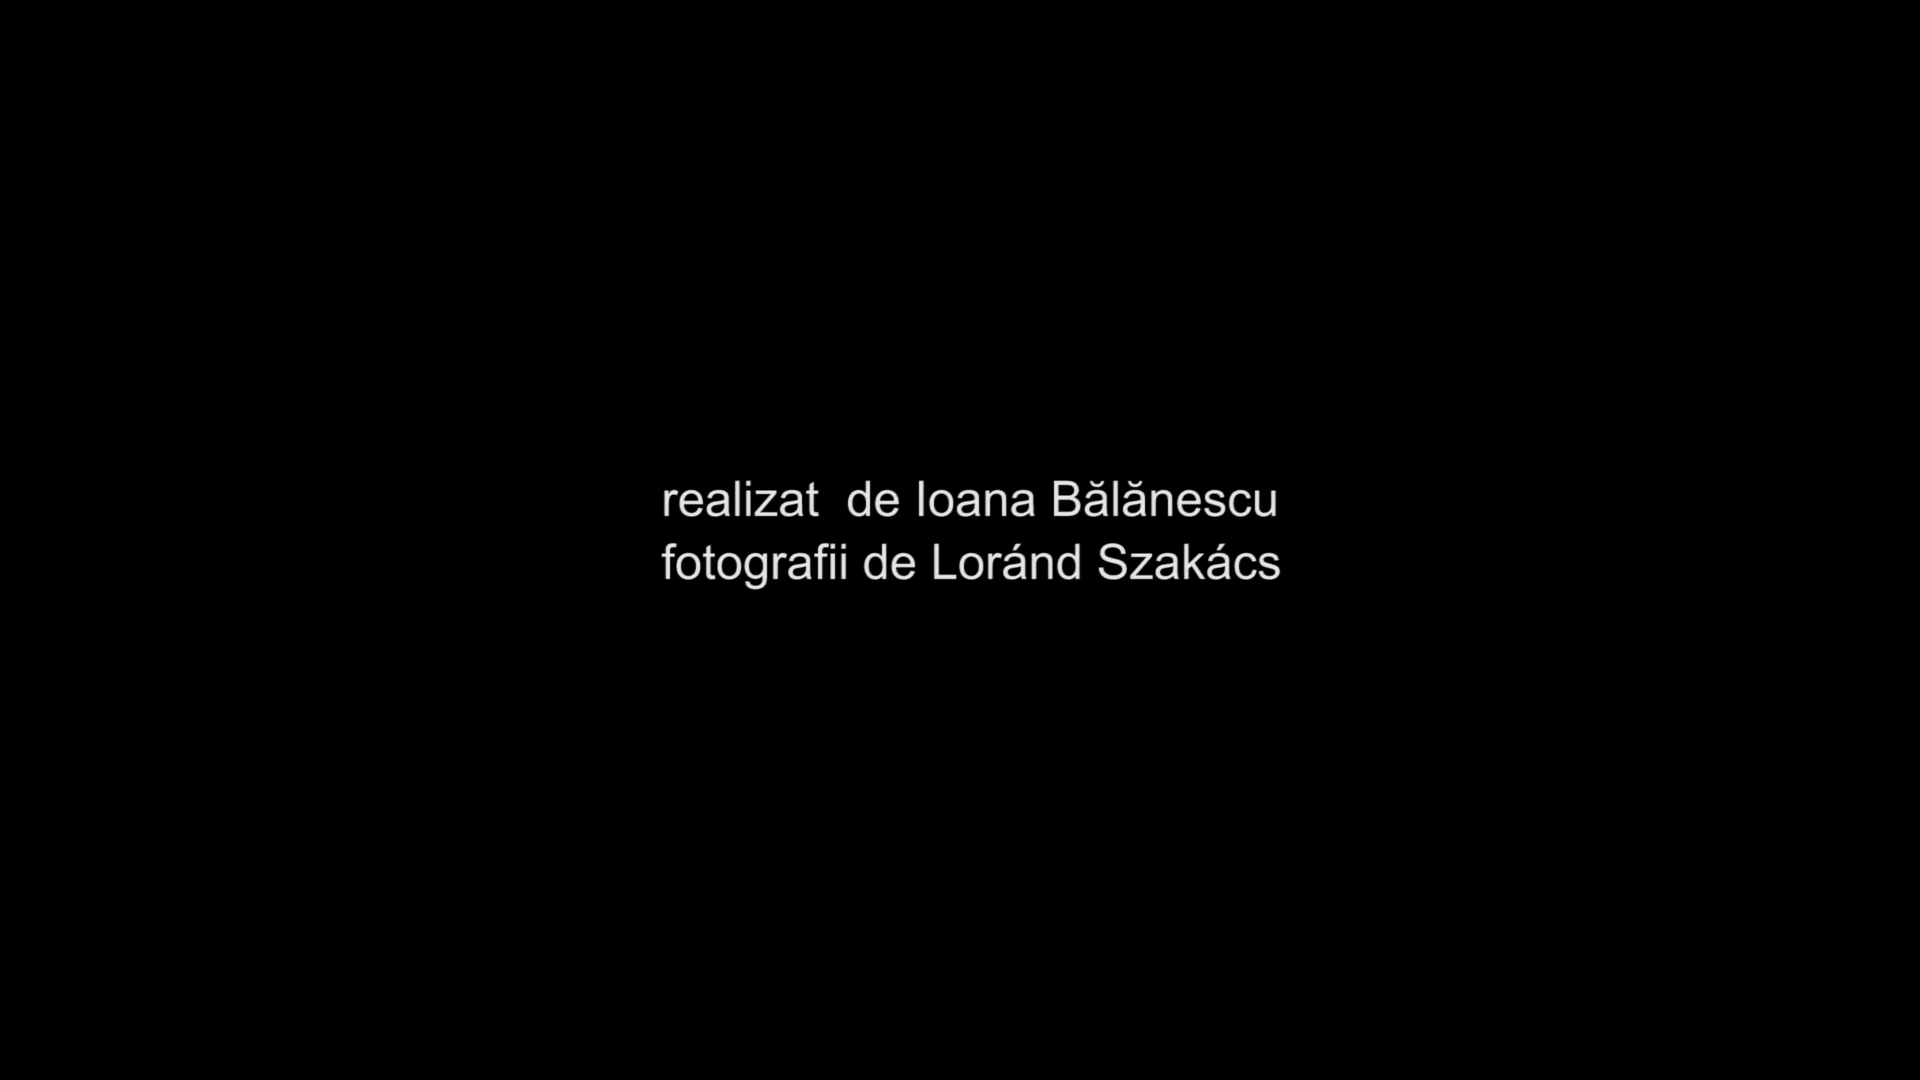 realizat  de Ioana Bălănescu
fotografii de Loránd Szakács